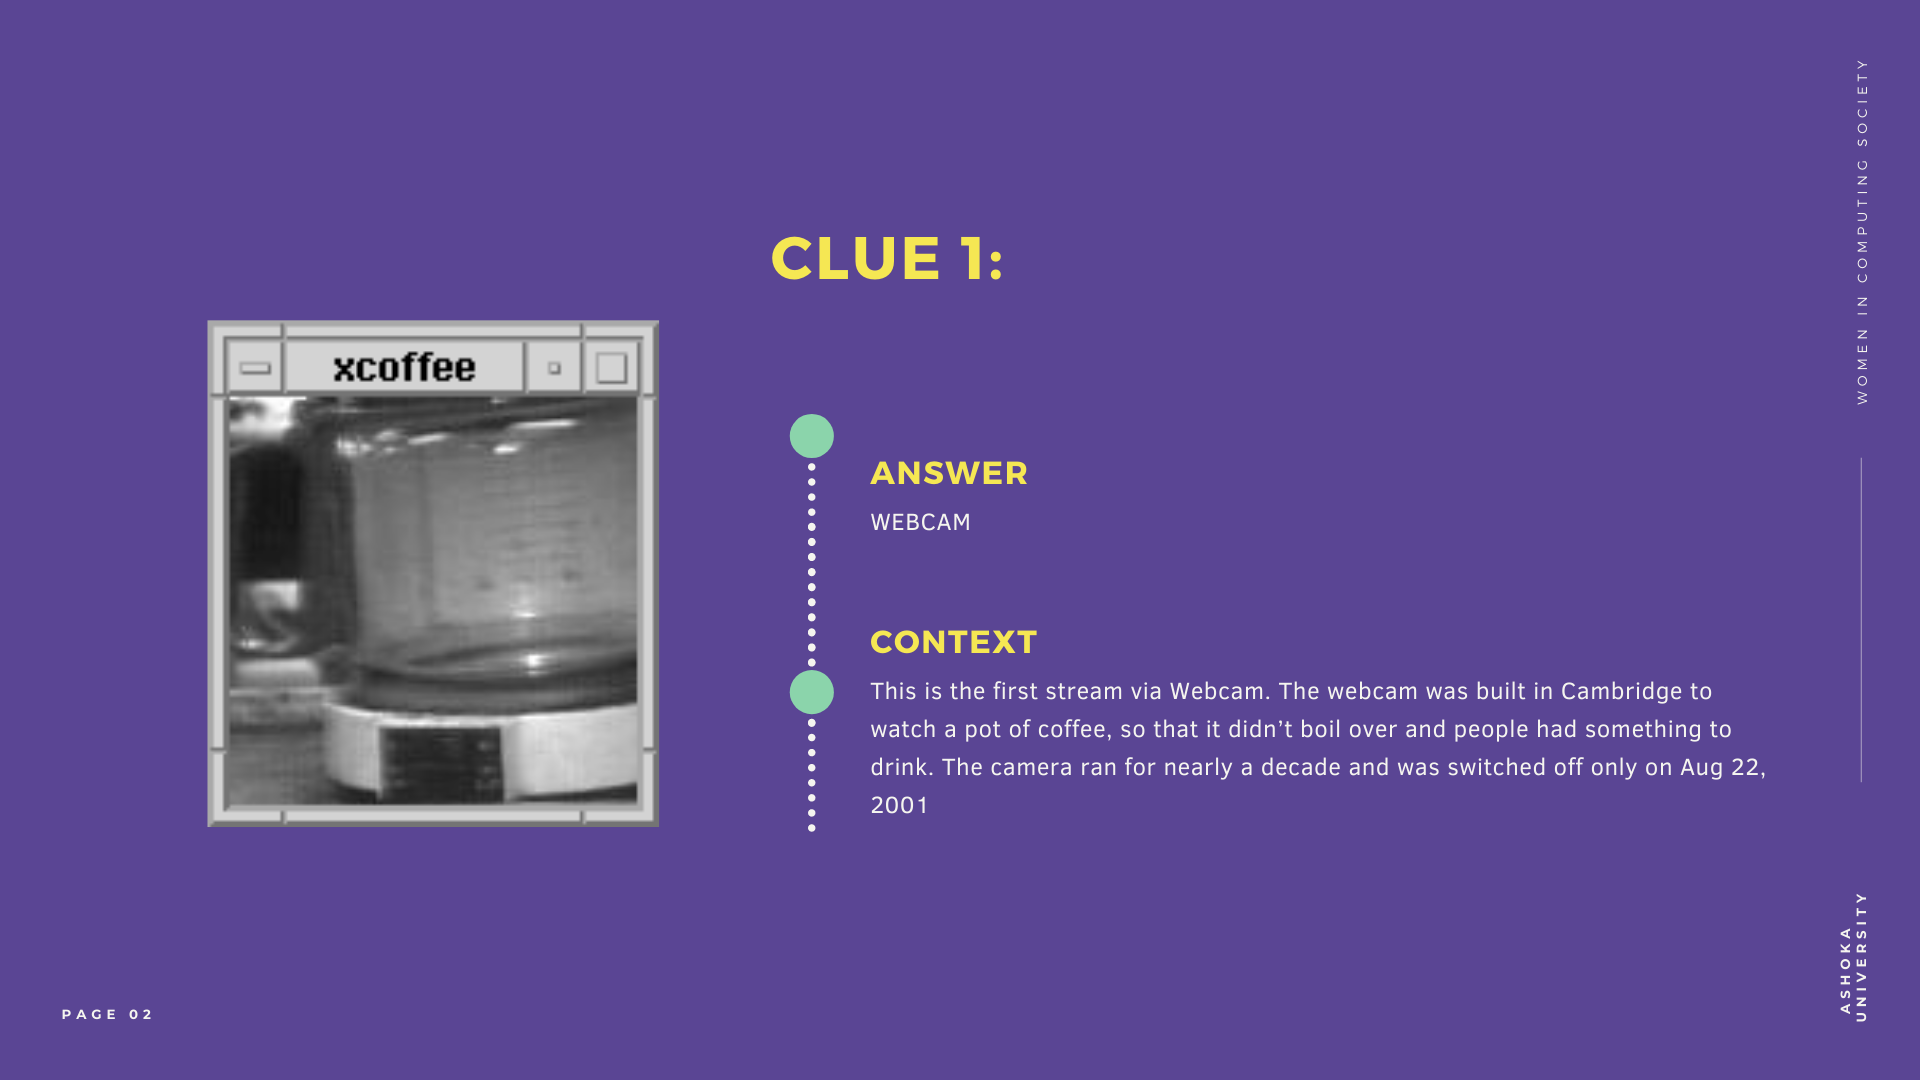 WOMEN IN COMPUTING SOCIETY
CLUE 1:
xcoffee
ANSWER
WEBCAM
CONTEXT
This is the first stream via Webcam. The webcam was built in Cambridge to
watch a pot of coffee, so that it didn’t boil over and people had something to
drink. The camera ran for nearly a decade and was switched off only on Aug 22,
2001
ASHOKA
UNIVERSITY
PAGE 02